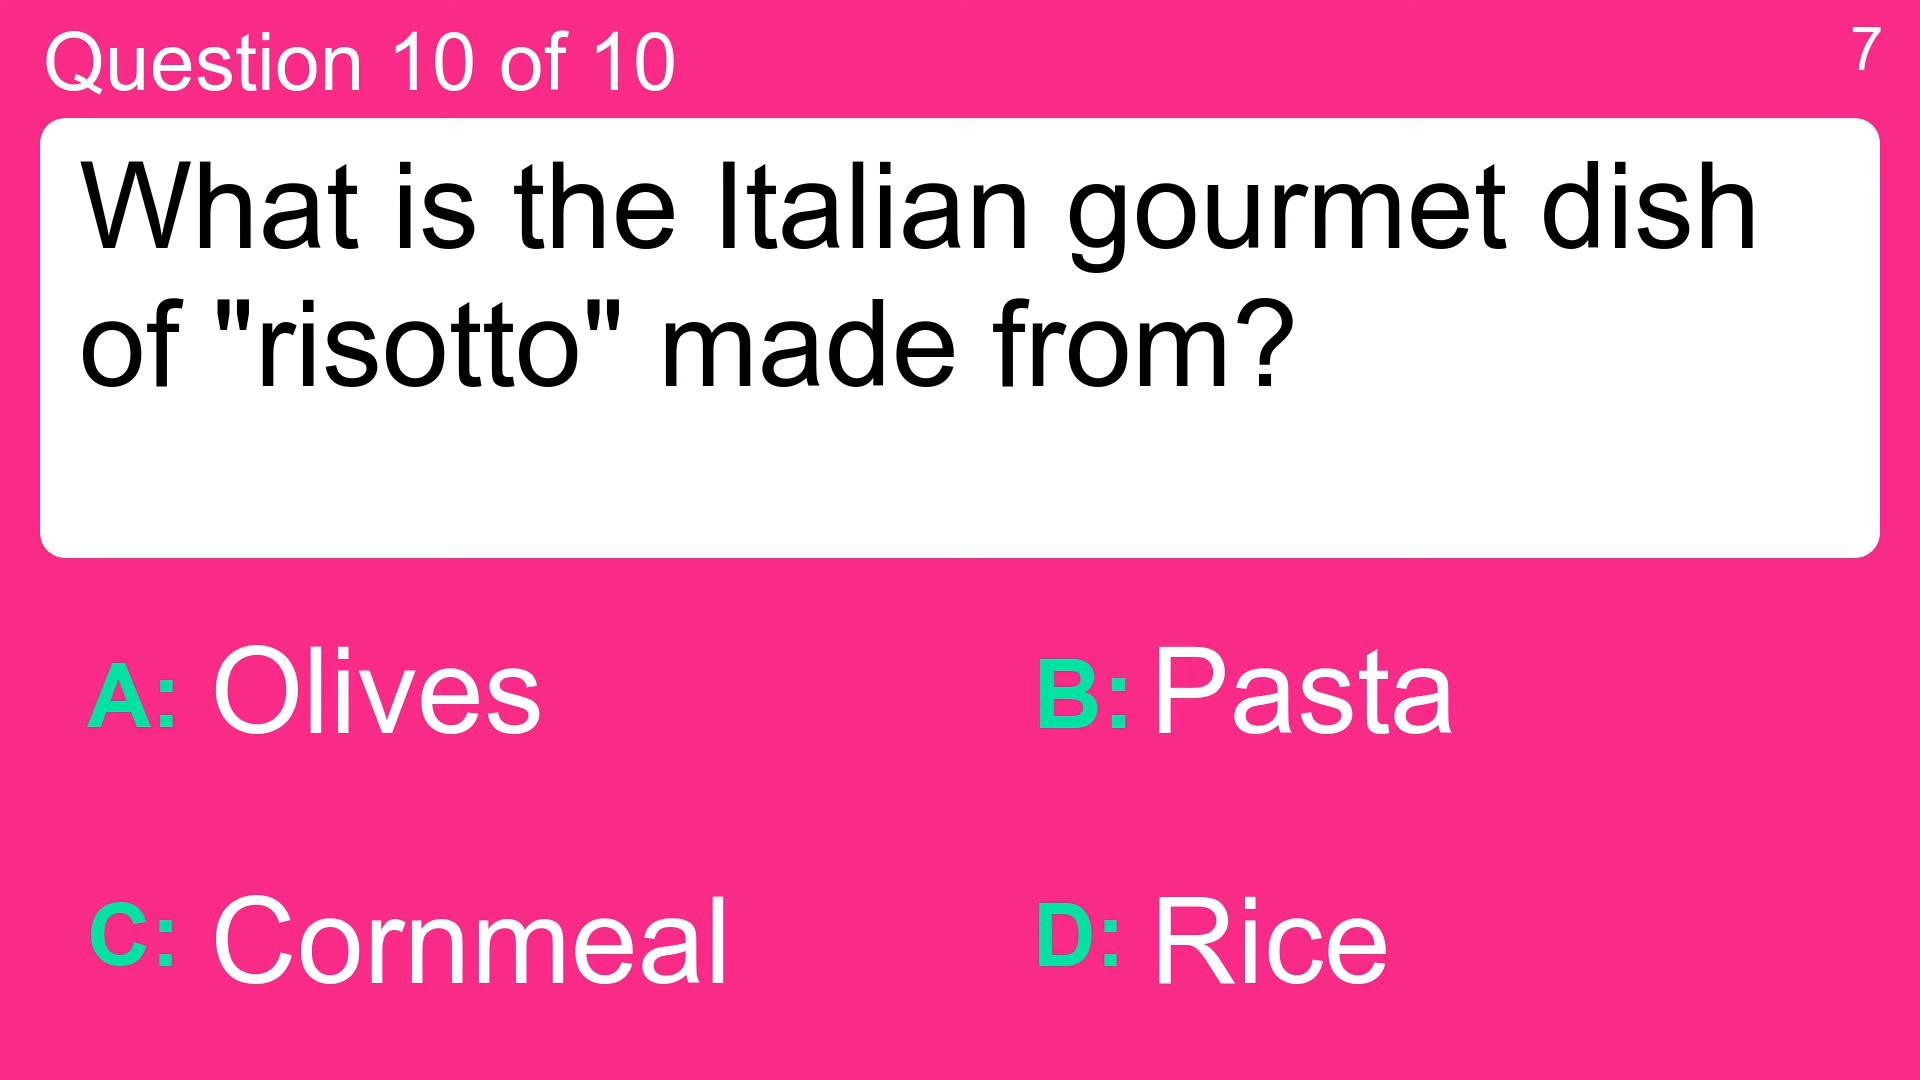 Question 10 of 10
7
What is the Italian gourmet dish
of "risotto" made from?
A: Olives
B: Pasta
C: Cornmeal
D: Rice